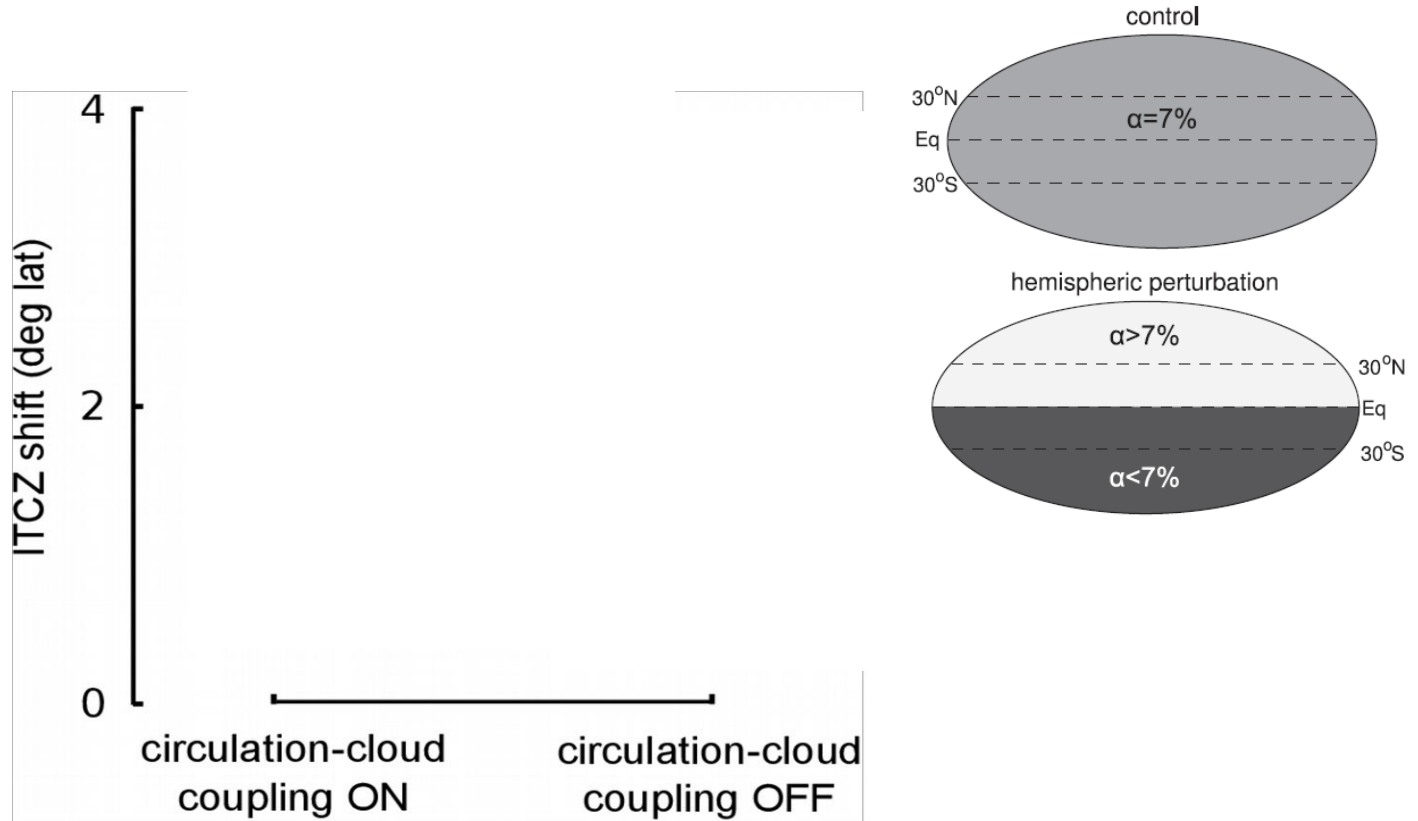 4
2
0
ITCZ shift (deg lat)
circulation-cloud
coupling ON
circulation-cloud
coupling OFF
control
30°N
Eq
30°S
α=7%
hemispheric perturbation
α>7%
30°N
Eq
30°S
α<7%